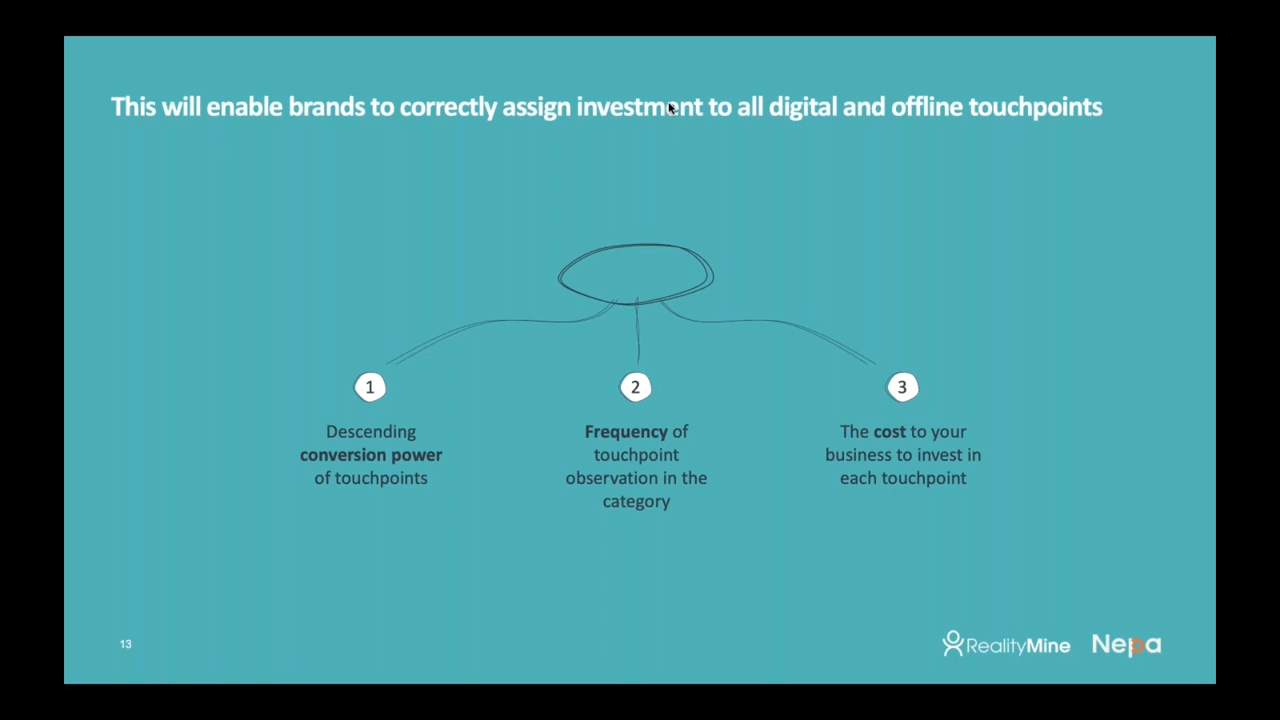 This will enable brands to correctly assign investment to all digital and offline touchpoints
1
Descending
conversion power
of touchpoints
2
Frequency of
touchpoint
observation in the
category
3
The cost to your
business to invest in
each touchpoint
13
RealityMine
Nepa